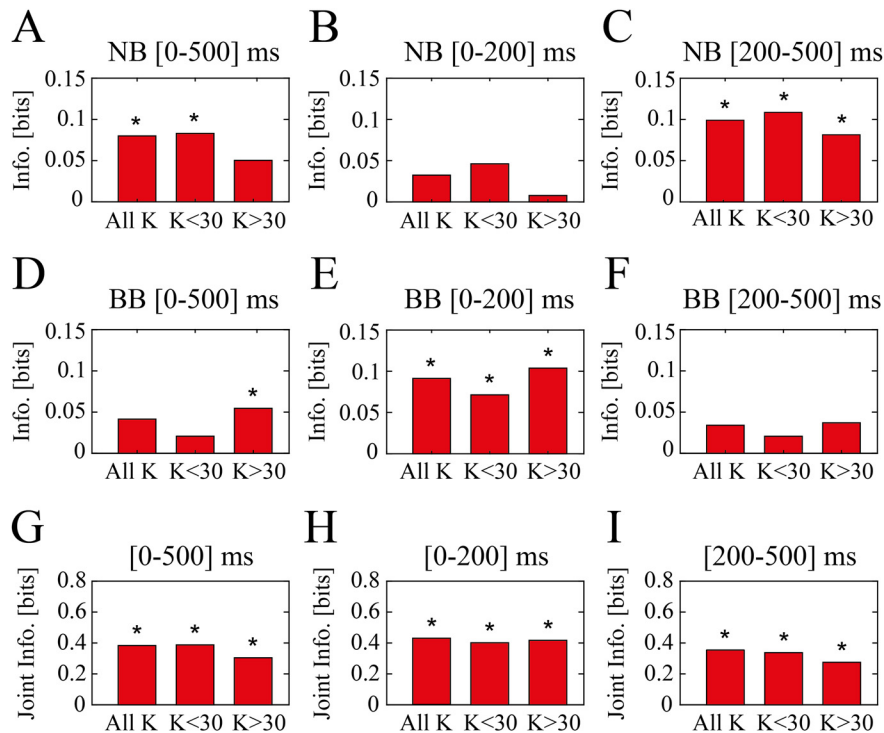 A
B
C
NB [0-500] ms
NB [0-200] ms
NB [200-500] ms
Info. [bits]
0.15
0.1
0.05
0
* *
All K K<30 K>30
Info. [bits]
0.15
0.1
0.05
0
All K K<30 K>30
Info. [bits]
0.15
0.1
0.05
0
* * *
All K K<30 K>30
D
E
F
BB [0-500] ms
BB [0-200] ms
BB [200-500] ms
Info. [bits]
0.15
0.1
0.05
0
*
All K K<30 K>30
Info. [bits]
0.15
0.1
0.05
0
* * *
All K K<30 K>30
Info. [bits]
0.15
0.1
0.05
0
All K K<30 K>30
G
H
I
[0-500] ms
[0-200] ms
[200-500] ms
Joint Info. [bits]
0.8
0.6
0.4
0.2
0
* * *
All K K<30 K>30
Joint Info. [bits]
0.8
0.6
0.4
0.2
0
* * *
All K K<30 K>30
Joint Info. [bits]
0.8
0.6
0.4
0.2
0
* * *
All K K<30 K>30